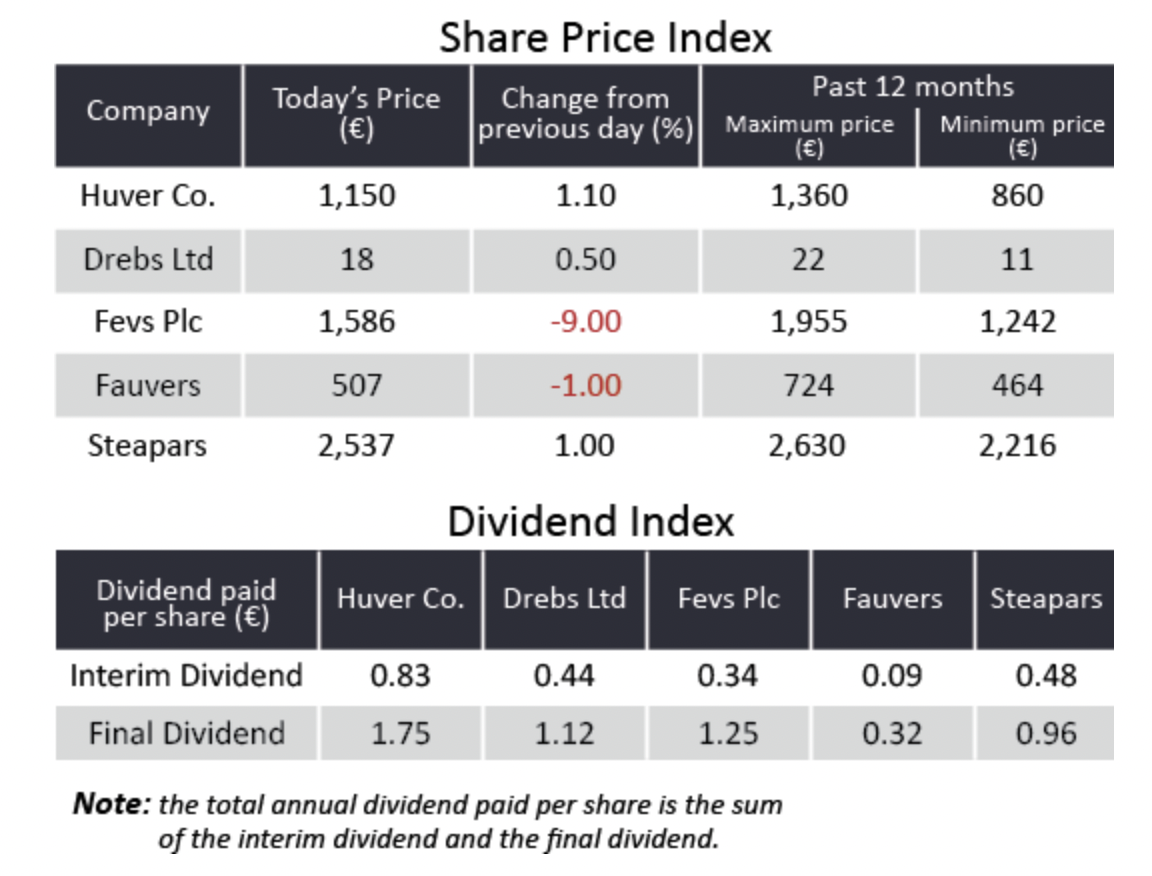 Share Price Index
Company Today's Price (€) Change from previous day (%) Past 12 months Maximum price (€) Minimum price (€)
Huver Co. 1,150 1.10 1,360 860
Drebs Ltd 18 0.50 22 11
Fevs Plc 1,586 -9.00 1,955 1,242
Fauvers 507 -1.00 724 464
Steapars 2,537 1.00 2,630 2,216
Dividend Index
Dividend paid per share (€) Huver Co. Drebs Ltd Fevs Plc Fauvers Steapars
Interim Dividend 0.83 0.44 0.34 0.09 0.48
Final Dividend 1.75 1.12 1.25 0.32 0.96
Note: the total annual dividend paid per share is the sum
of the interim dividend and the final dividend.